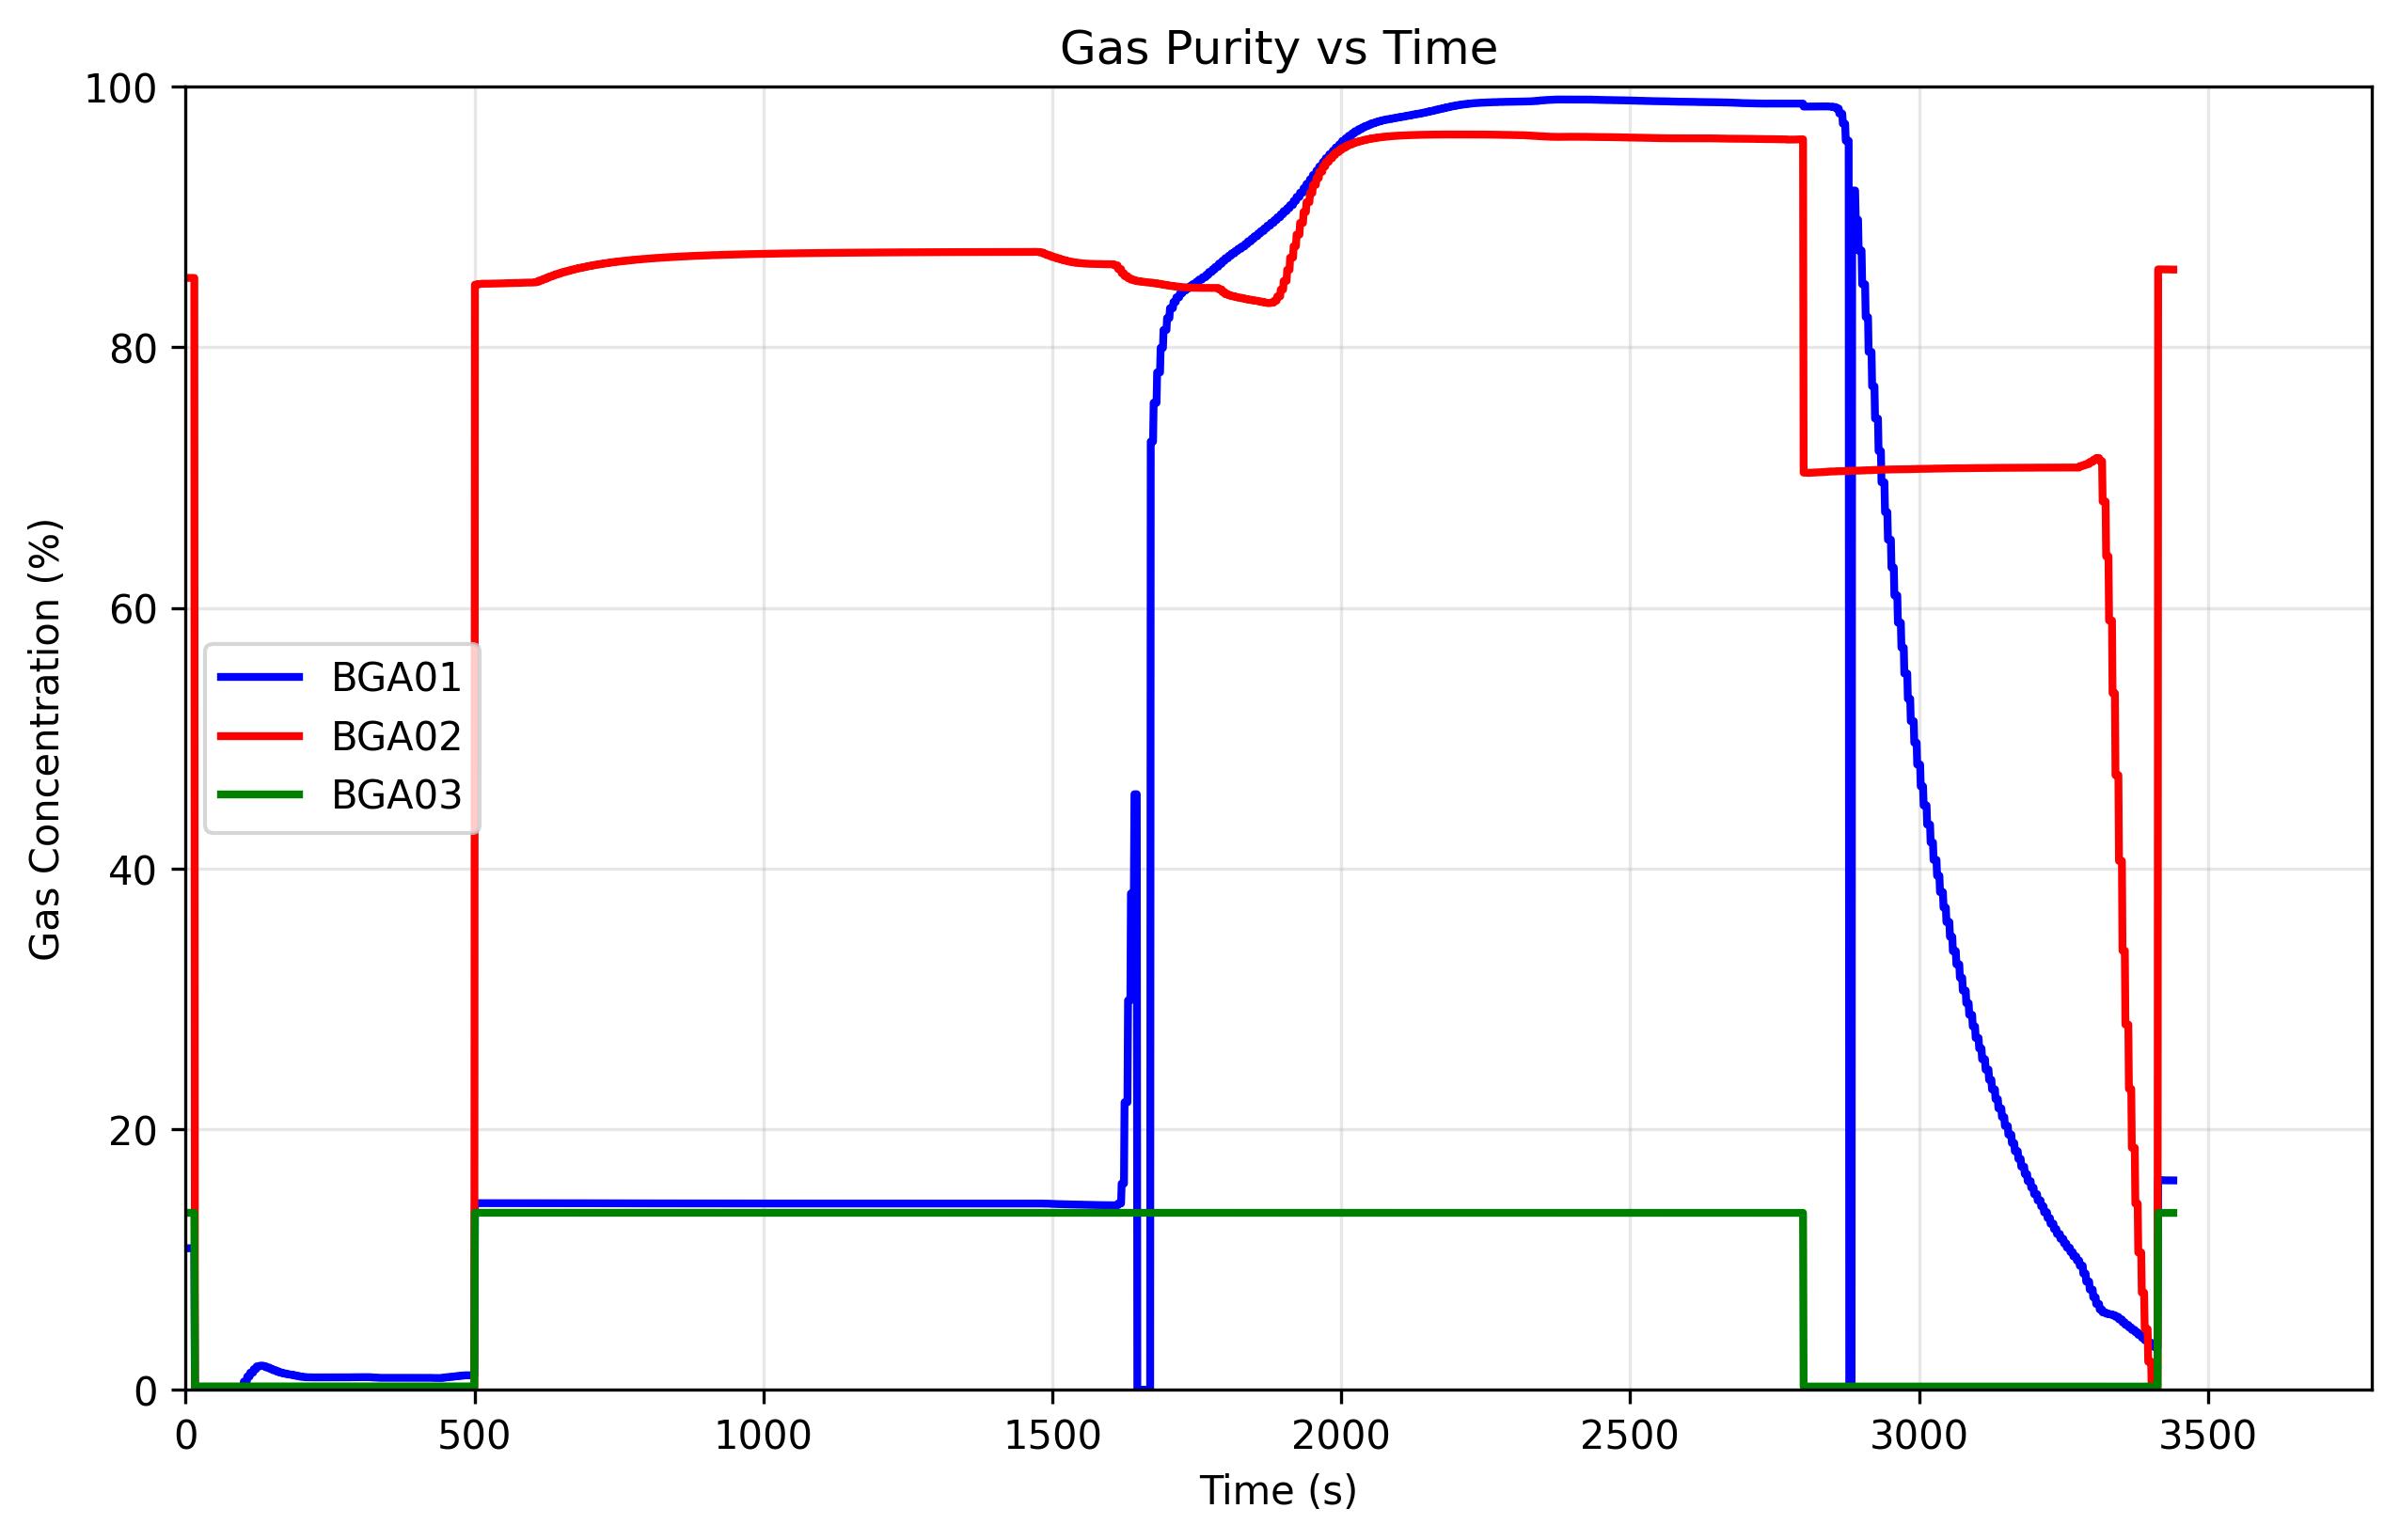 Gas Purity vs Time
Gas Concentration (%)
100
80
60
40
20
0
BGA01
BGA02
BGA03
0 500 1000 1500 2000 2500 3000 3500
Time (s)